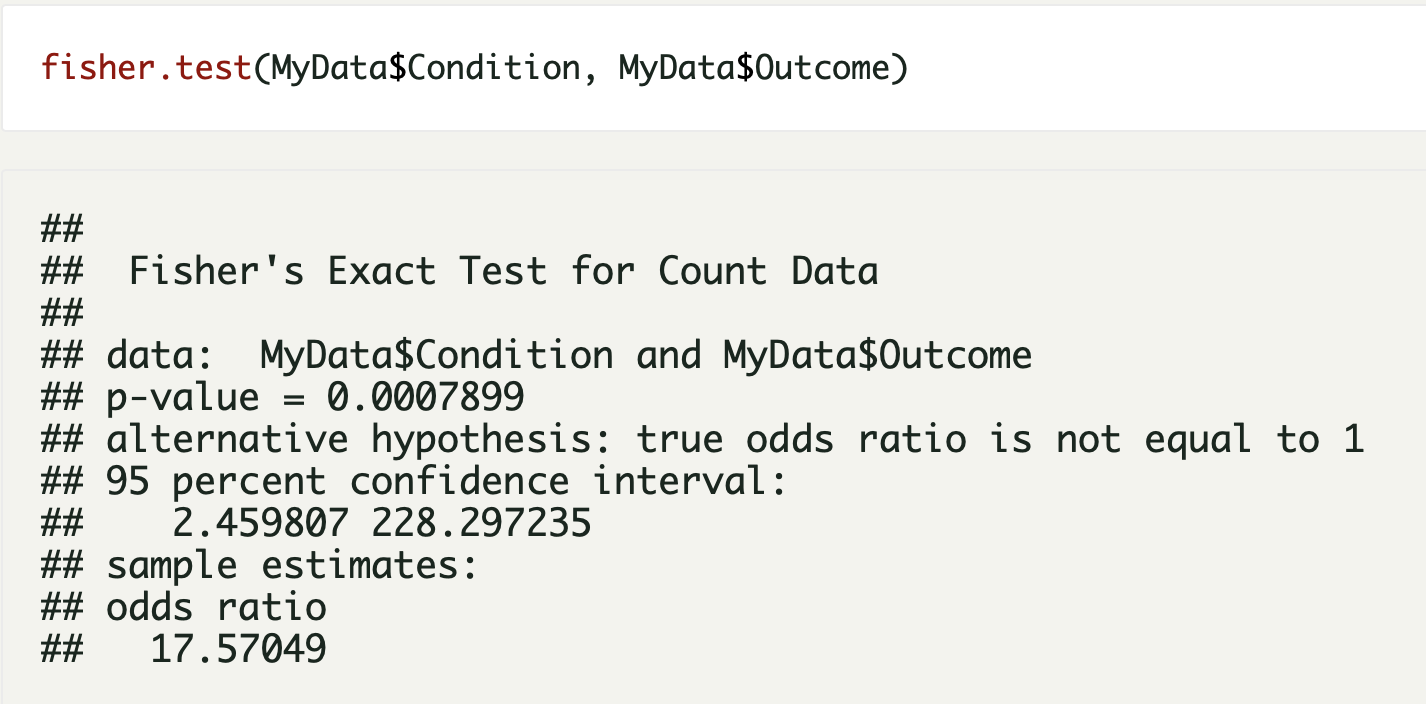 fisher.test(MyData$Condition, MyData$Outcome)
##
##  Fisher's Exact Test for Count Data
##
## data:  MyData$Condition and MyData$Outcome
## p-value = 0.0007899
## alternative hypothesis: true odds ratio is not equal to 1
## 95 percent confidence interval:
##    2.459807 228.297235
## sample estimates:
## odds ratio
##   17.57049